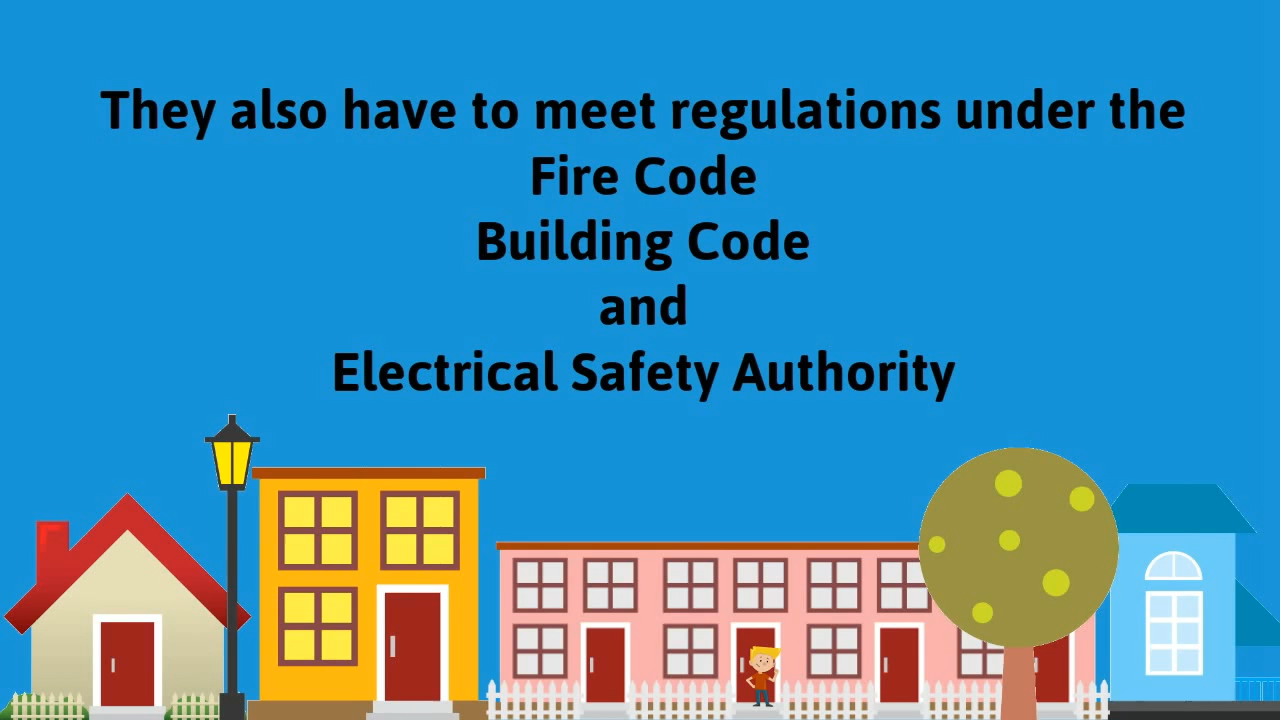 They also have to meet regulations under the
Fire Code
Building Code
and
Electrical Safety Authority